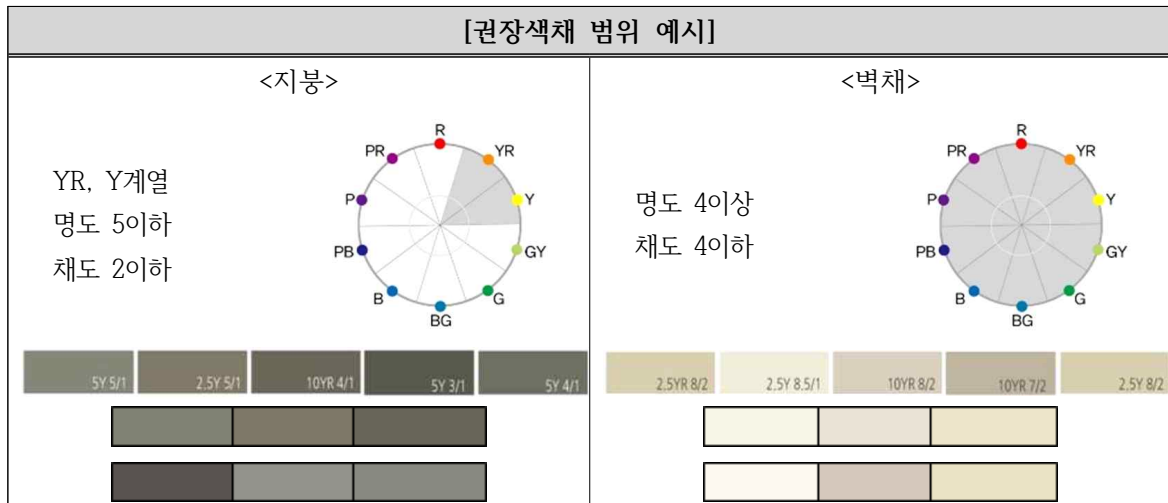 [권장색채 범위 예시]
<지붕>
YR, Y계열
명도 5이하
채도 2이하
R
YR
Y
GY
G
BG
B
PB
P
PR
5Y 5/1
2.5Y 5/1
10YR 4/1
5Y 3/1
5Y 4/1
<벽채>
명도 4이상
채도 4이하
R
YR
Y
GY
G
BG
B
PB
P
PR
2.5YR 8/2
2.5Y 8.5/1
10YR 8/2
10YR 7/2
2.5Y 8/2